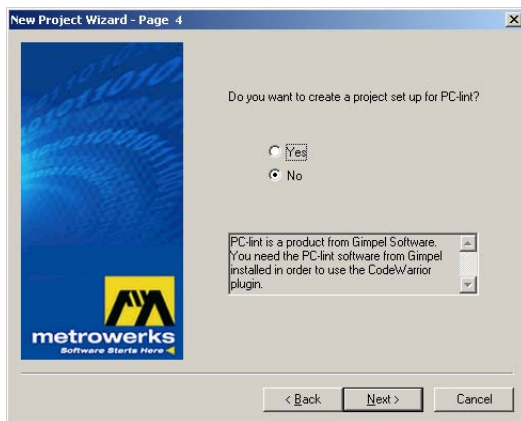 New Project Wizard - Page 4
Do you want to create a project set up for PC-lint?
Yes
No
PC-lint is a product from Gimpel Software.
You need the PC-lint software from Gimpel
installed in order to use the CodeWarrior
plugin.
metrowerks
Software Starts Here
< Back
Next >
Cancel